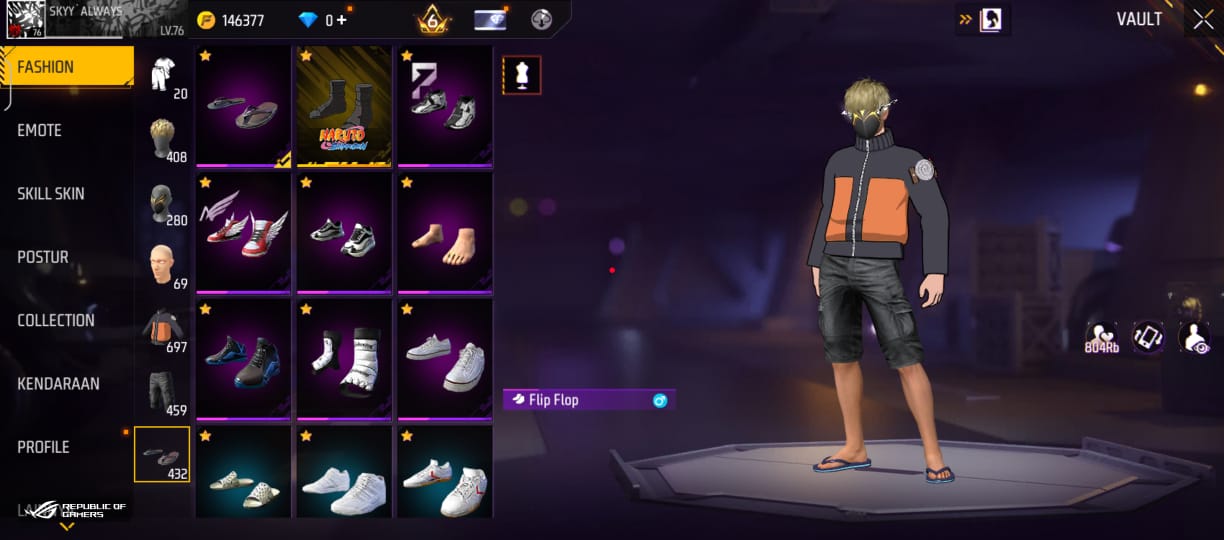 SKYY ALWAYS
76
LV.76
146377
0+
6
VAULT
FASHION
EMOTE
SKILL SKIN
POSTUR
COLLECTION
KENDARAAN
PROFILE
20
408
280
69
697
459
432
NARUTO
SHIPPUDEN
Flip Flop
804Rb
REPUBLIC OF
GAMERS